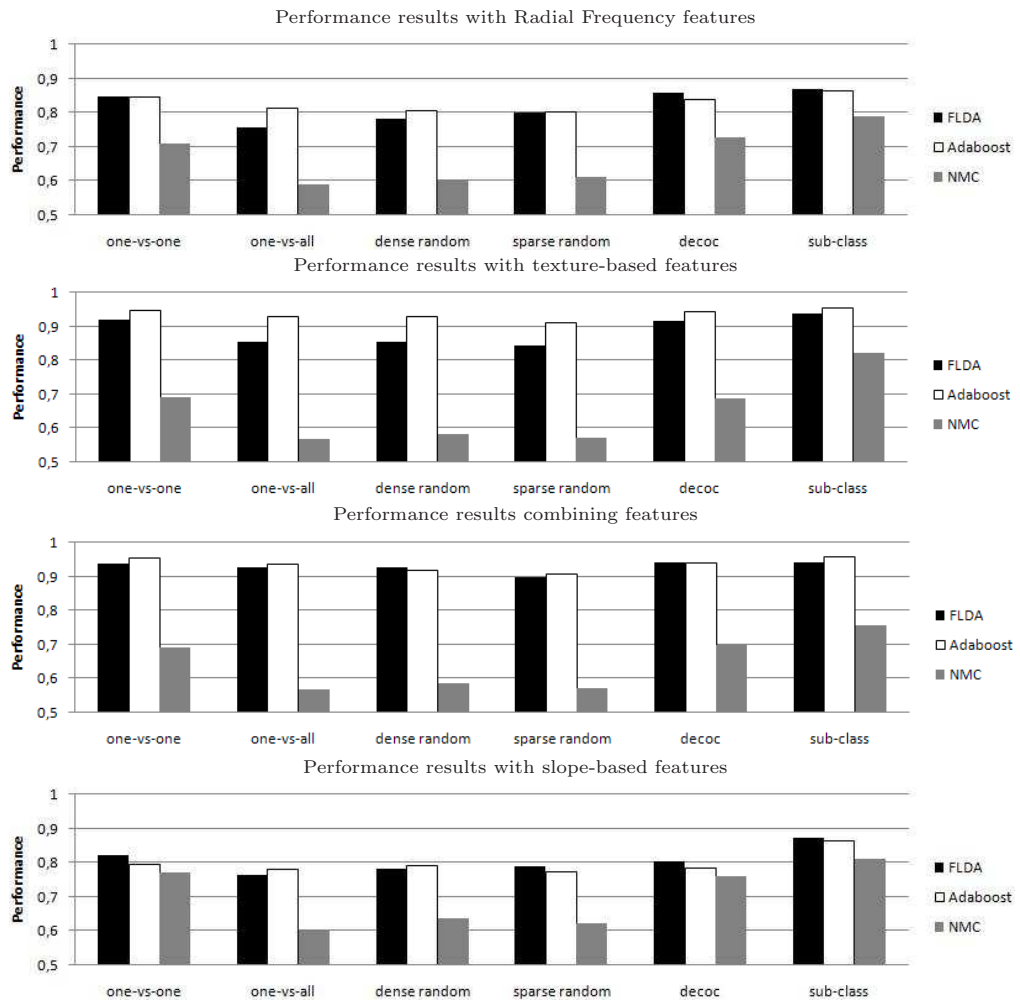 Performance results with Radial Frequency features
Performance
1
0,9
0,8
0,7
0,6
0,5
one-vs-one one-vs-all dense random sparse random decoc sub-class
FLDA
Adaboost
NMC
Performance results with texture-based features
Performance
1
0,9
0,8
0,7
0,6
0,5
one-vs-one one-vs-all dense random sparse random decoc sub-class
FLDA
Adaboost
NMC
Performance results combining features
Performance
1
0,9
0,8
0,7
0,6
0,5
one-vs-one one-vs-all dense random sparse random decoc sub-class
FLDA
Adaboost
NMC
Performance results with slope-based features
Performance
1
0,9
0,8
0,7
0,6
0,5
one-vs-one one-vs-all dense random sparse random decoc sub-class
FLDA
Adaboost
NMC